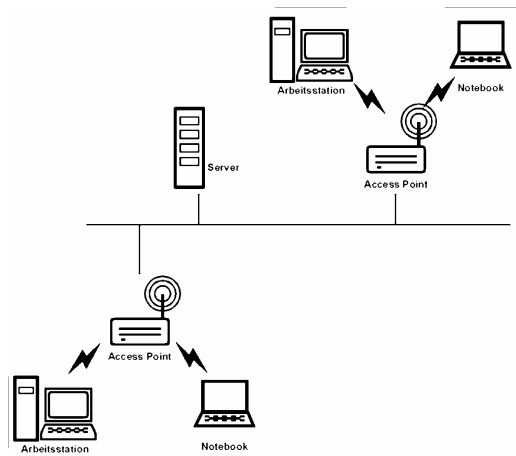 Arbeitsstation
Notebook
Server
Access Point
Access Point
Arbeitsstation
Notebook